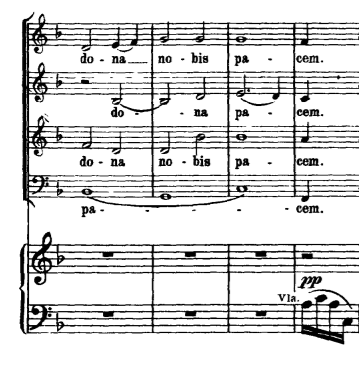 do - na no - bis pa - cem.
do - na pa - cem.
do - na no - bis pa - cem.
pa - - - - cem.
pp
Vla.